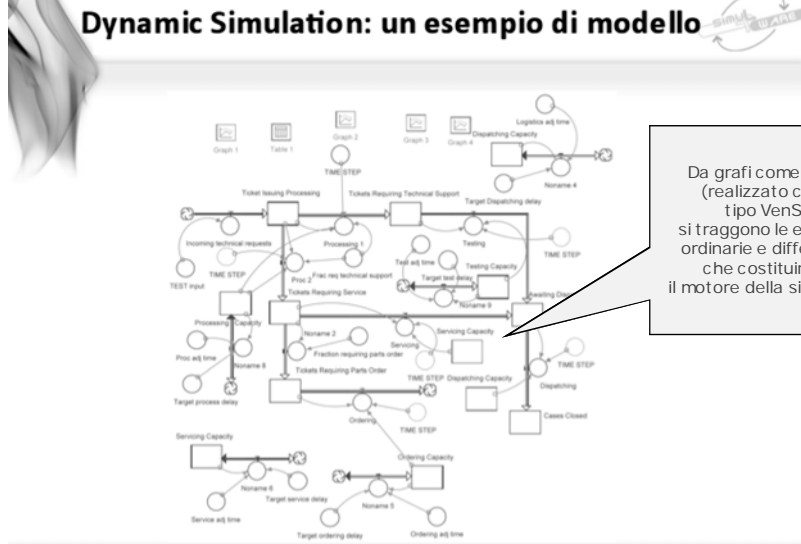 Dynamic Simulation: un esempio di modello
SIMUL WARE
Logistics adj time
Graph 1
Table 1
Graph 2
Graph 3
Graph 4
Dispatching Capacity
TIME STEP
Noname 4
Ticket Issuing Processing
Tickets Requiring Technical Support
Target Dispatching delay
Incoming technical requests
Processing 1
Testing
TIME STEP
TEST input
TIME STEP
Proc 2
Frac req technical support
Test adj time
Testing Capacity
Target test delay
Tickets Requiring Service
Noname 9
Awaiting
Processing Capacity
Noname 2
Servicing
Servicing Capacity
Proc adj time
Noname 8
Fraction requiring parts order
Tickets Requiring Parts Order
TIME STEP
Dispatching Capacity
TIME STEP
Dispatching
Target process delay
Ordering
TIME STEP
Cases Closed
Servicing Capacity
Ordering Capacity
Noname 6
Target service delay
Noname 5
Service adj time
Target ordering delay
Ordering adj time
Da grafi come
(realizzato c
tipo VenS
si traggono le e
ordinarie e diffe
che costituir
il motore della si